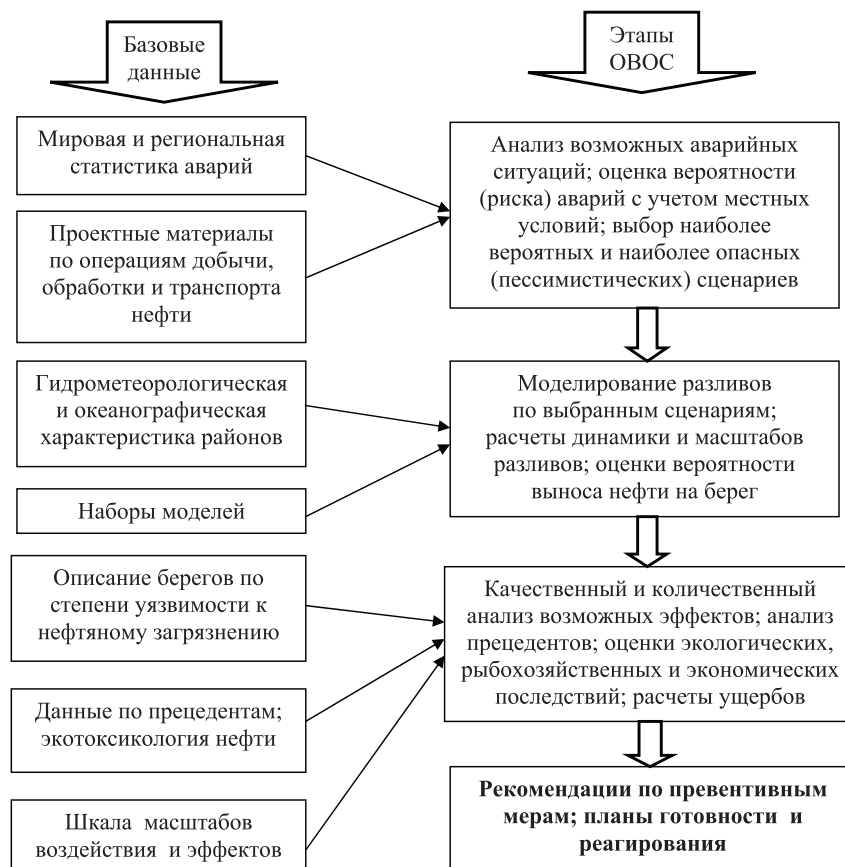 Базовые
данные
Мировая и региональная
статистика аварий
Проектные материалы
по операциям добычи,
обработки и транспорта
нефти
Гидрометеорологическая
и океанографическая
характеристика районов
Наборы моделей
Описание берегов по
степени уязвимости к
нефтяному загрязнению
Данные по прецедентам;
экотоксикология нефти
Шкала масштабов
воздействия и эффектов
Этапы
ОВОС
Анализ возможных аварийных
ситуаций; оценка вероятности
(риска) аварий с учетом местных
условий; выбор наиболее
вероятных и наиболее опасных
(пессимистических) сценариев
Моделирование разливов
по выбранным сценариям;
расчеты динамики и масштабов
разливов; оценки вероятности
выноса нефти на берег
Качественный и количественный
анализ возможных эффектов; анализ
прецедентов; оценки экологических,
рыбохозяйственных и экономических
последствий; расчеты ущербов
Рекомендации по превентивным
мерам; планы готовности и
реагирования